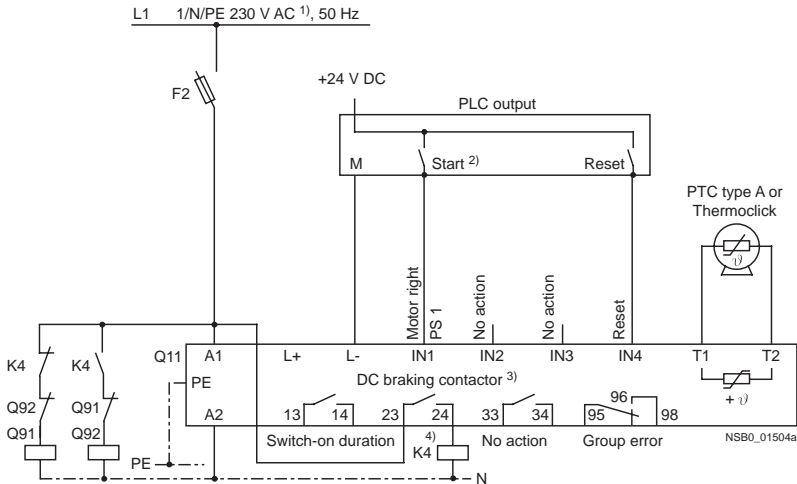 L1 1/N/PE 230 V AC 1), 50 Hz
F2
+24 V DC
PLC output
M
Start 2)
Reset
PTC type A or
Thermoclick
ϑ
Motor right
PS 1
No action
No action
Reset
K4
K4
Q11
A1
L+
L-
IN1
IN2
IN3
IN4
T1
T2
PE
DC braking contactor 3)
+ ϑ
Q92
Q91
Q91
Q92
A2
13
14
23
24
33
34
95
96
98
Switch-on duration
4)
K4
No action
Group error
NSB0_01504a
PE
N